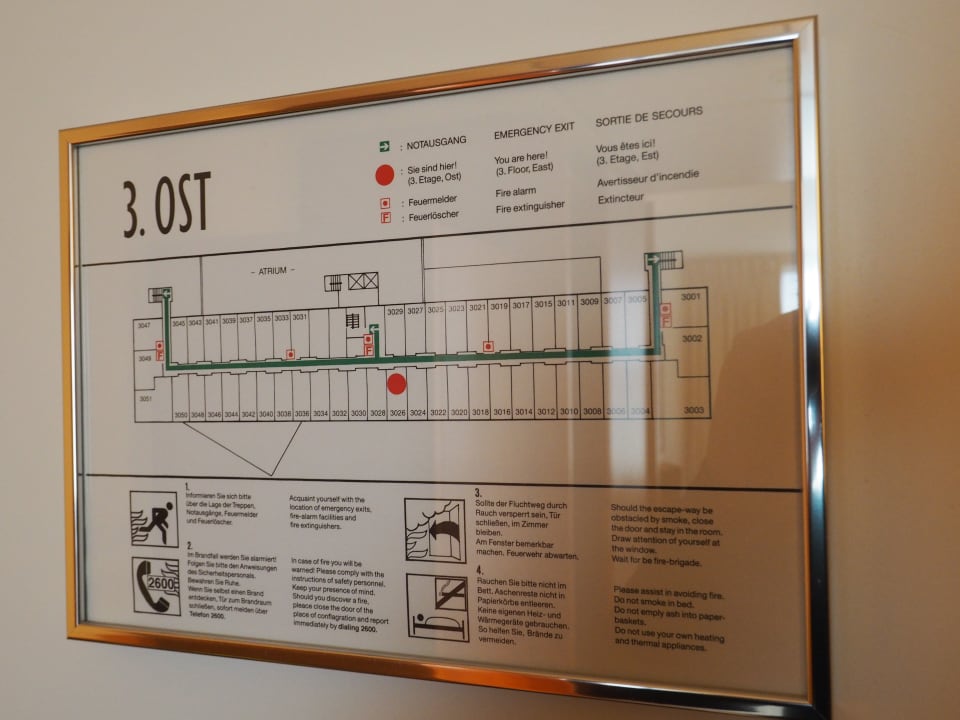 3. OST
: NOTAUSGANG
EMERGENCY EXIT
SORTIE DE SECOURS
: Sie sind hier!
(3. Etage, Ost)
You are here!
(3. Floor, East)
Vous êtes ici!
(3. Etage, Est)
: Feuermelder
Fire alarm
Avertisseur d'incendie
F : Feuerlöscher
Fire extinguisher
Extincteur
- ATRIUM -
3047 3045 3043 3041 3039 3037 3035 3033 3031 3029 3027 3025 3023 3021 3019 3017 3015 3011 3009 3007 3005 3001
3049 F F F 3002
3051
3050 3048 3046 3044 3042 3040 3038 3036 3034 3032 3030 3028 3026 3024 3022 3020 3018 3016 3014 3012 3010 3008 3006 3004 3003
1.
Informieren Sie sich bitte
über die Lage der Treppen,
Notausgänge, Feuermelder
und Feuerlöscher.
Acquaint yourself with the
location of emergency exits,
fire-alarm facilities and
fire extinguishers.
2.
2600
Im Brandfall werden Sie alarmiert!
Folgen Sie bitte den Anweisungen
des Sicherheitspersonals.
Bewahren Sie Ruhe.
Wenn Sie selbst einen Brand
entdecken, Tür zum Brandraum
schließen, sofort melden über
Telefon 2600.
In case of fire you will be
warned! Please comply with the
instructions of safety personnel.
Keep your presence of mind.
Should you discover a fire,
please close the door of the
place of conflagration and report
immediately by dialing 2600.
3.
Sollte der Fluchtweg durch
Rauch versperrt sein, Tür
schließen, im Zimmer
bleiben.
Am Fenster bemerkbar
machen. Feuerwehr abwarten.
Should the escape-way be
obstacled by smoke, close
the door and stay in the room.
Draw attention of yourself at
the window.
Wait for be fire-brigade.
4.
Rauchen Sie bitte nicht im
Bett. Aschenreste nicht in
Papierkörbe entleeren.
Keine eigenen Heiz- und
Wärmegeräte gebrauchen.
So helfen Sie, Brände zu
vermeiden.
Please assist in avoiding fire.
Do not smoke in bed.
Do not empty ash into paper-
baskets.
Do not use your own heating
and thermal appliances.